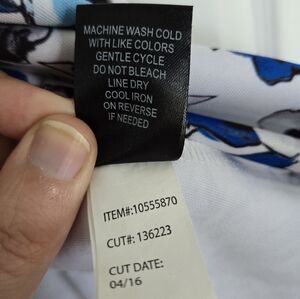 MACHINE WASH COLD
WITH LIKE COLORS
GENTLE CYCLE
DO NOT BLEACH
LINE DRY
COOL IRON
ON REVERSE
IF NEEDED
ITEM#:10555870
CUT#: 136223
CUT DATE:
04/16